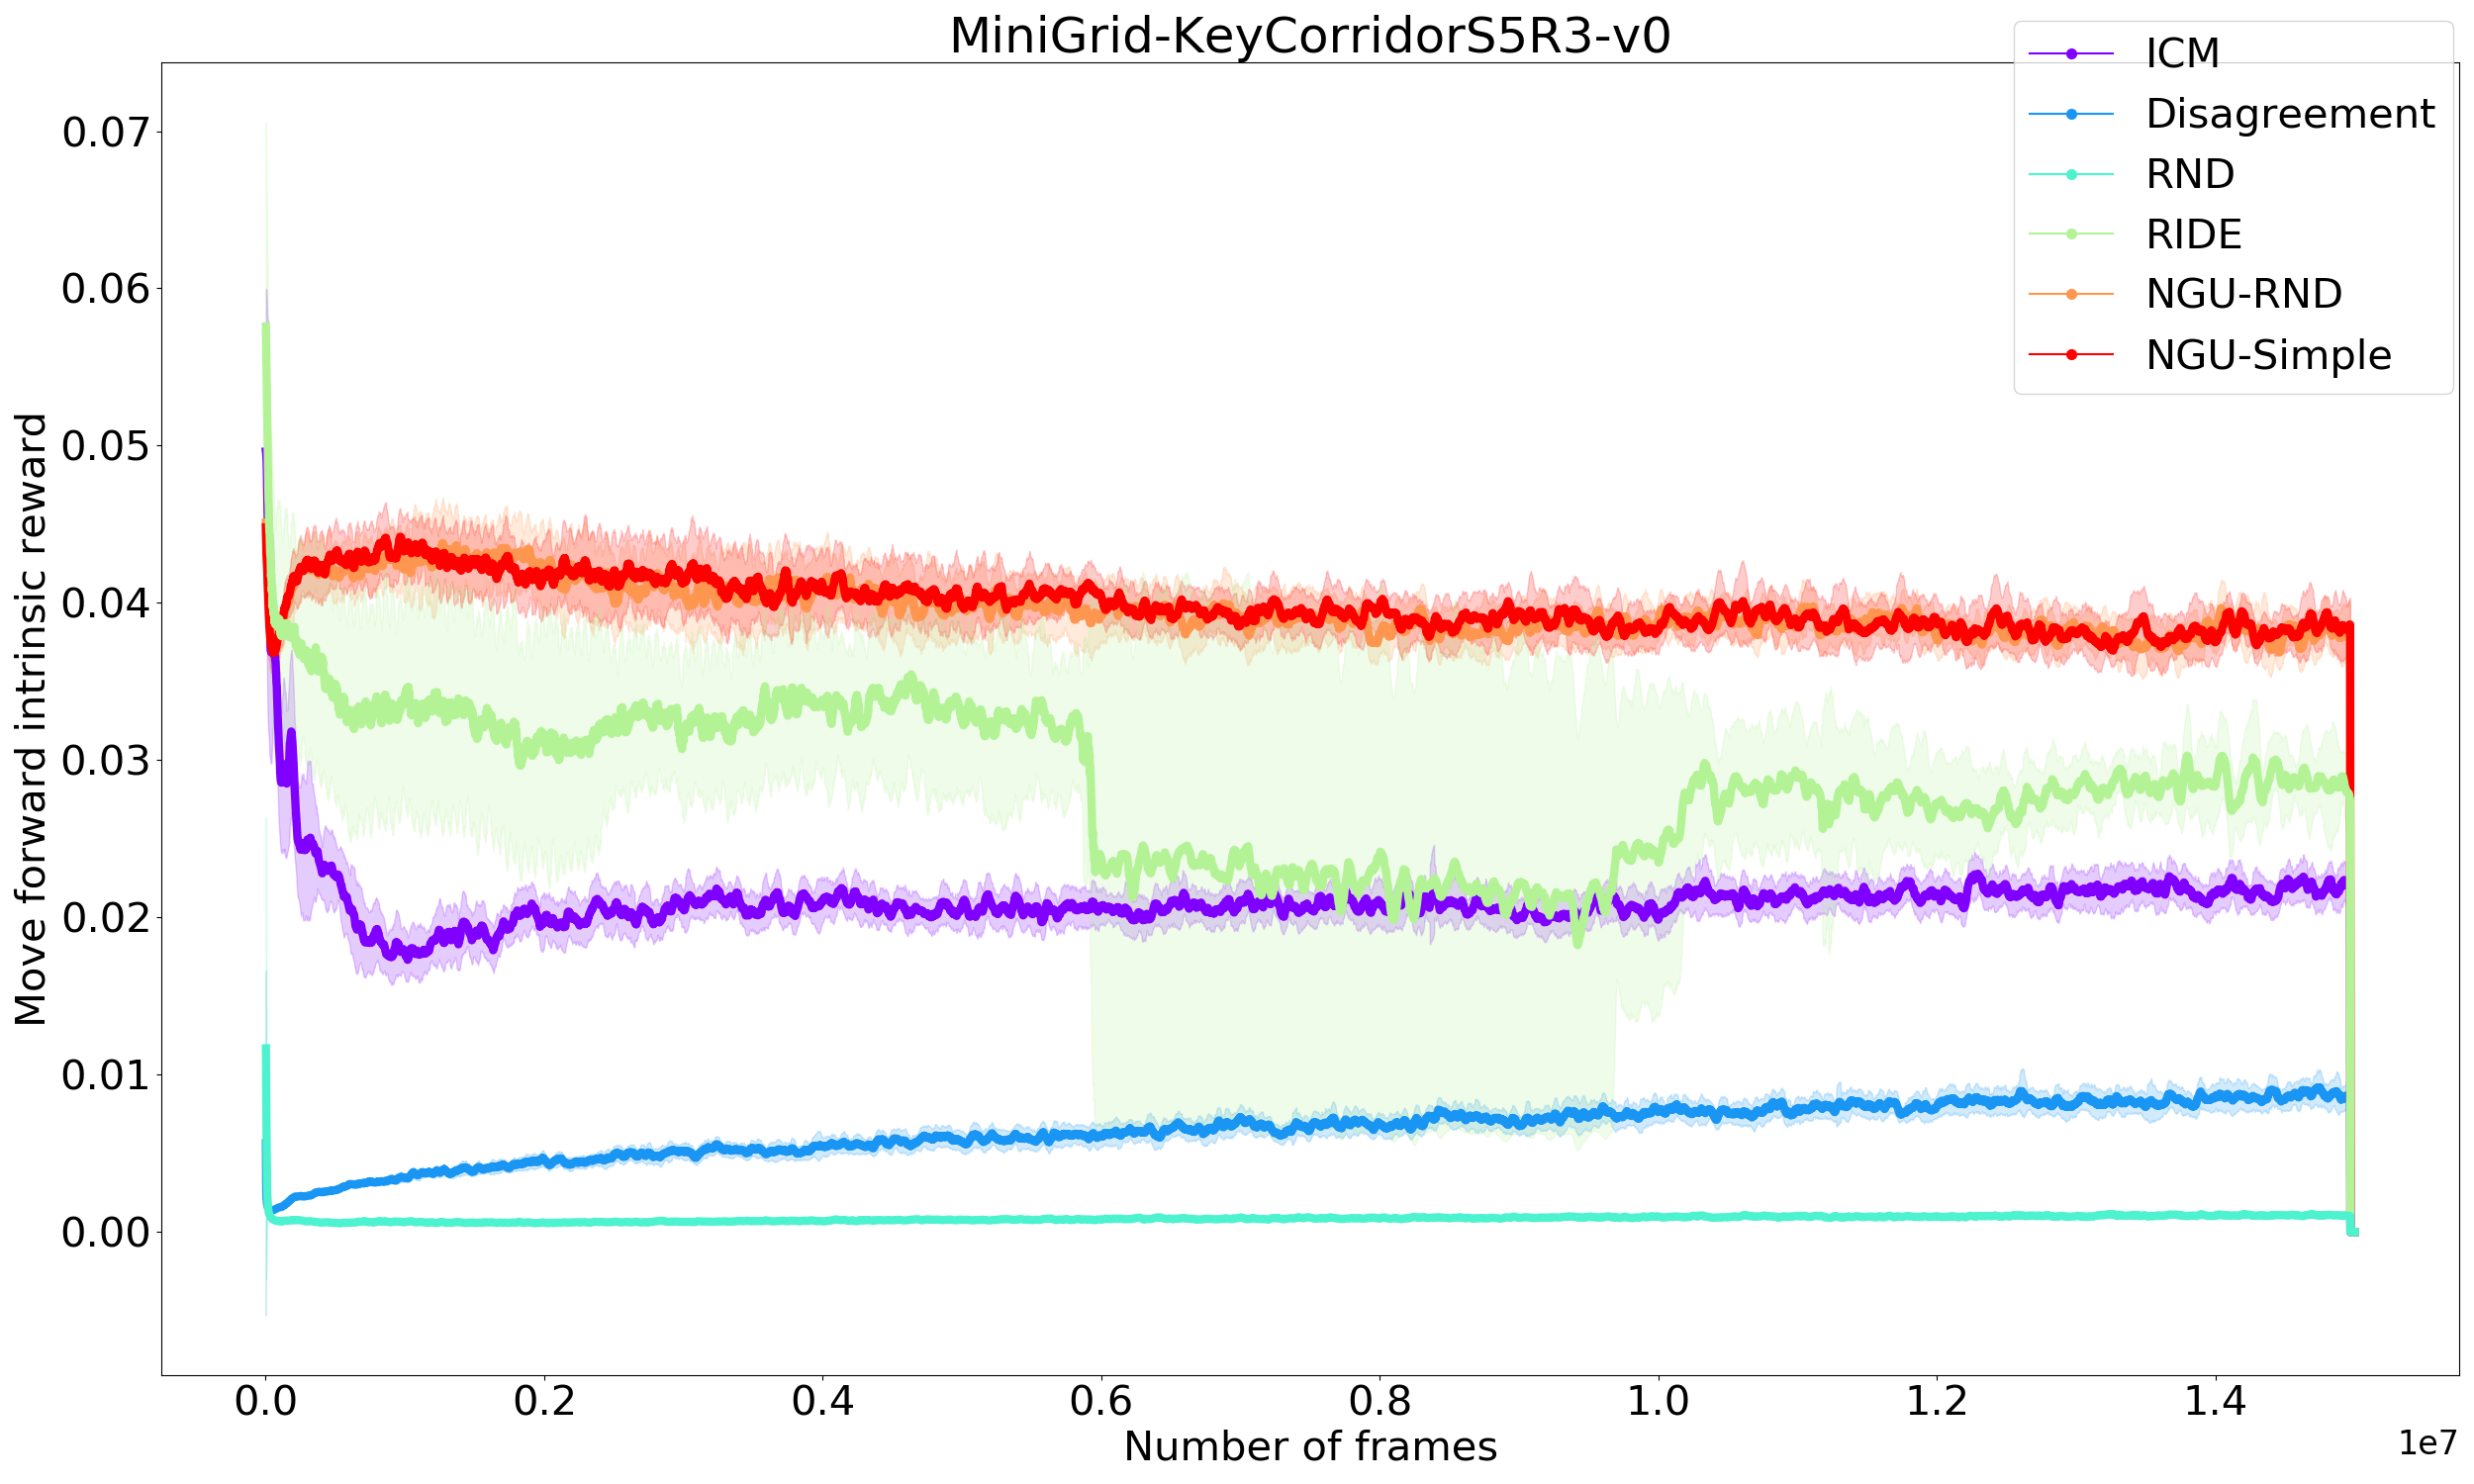 MiniGrid-KeyCorridorS5R3-v0
ICM
Disagreement
RND
RIDE
NGU-RND
NGU-Simple
Move forward intrinsic reward
0.07
0.06
0.05
0.04
0.03
0.02
0.01
0.00
0.0 0.2 0.4 0.6 0.8 1.0 1.2 1.4
Number of frames
1e7